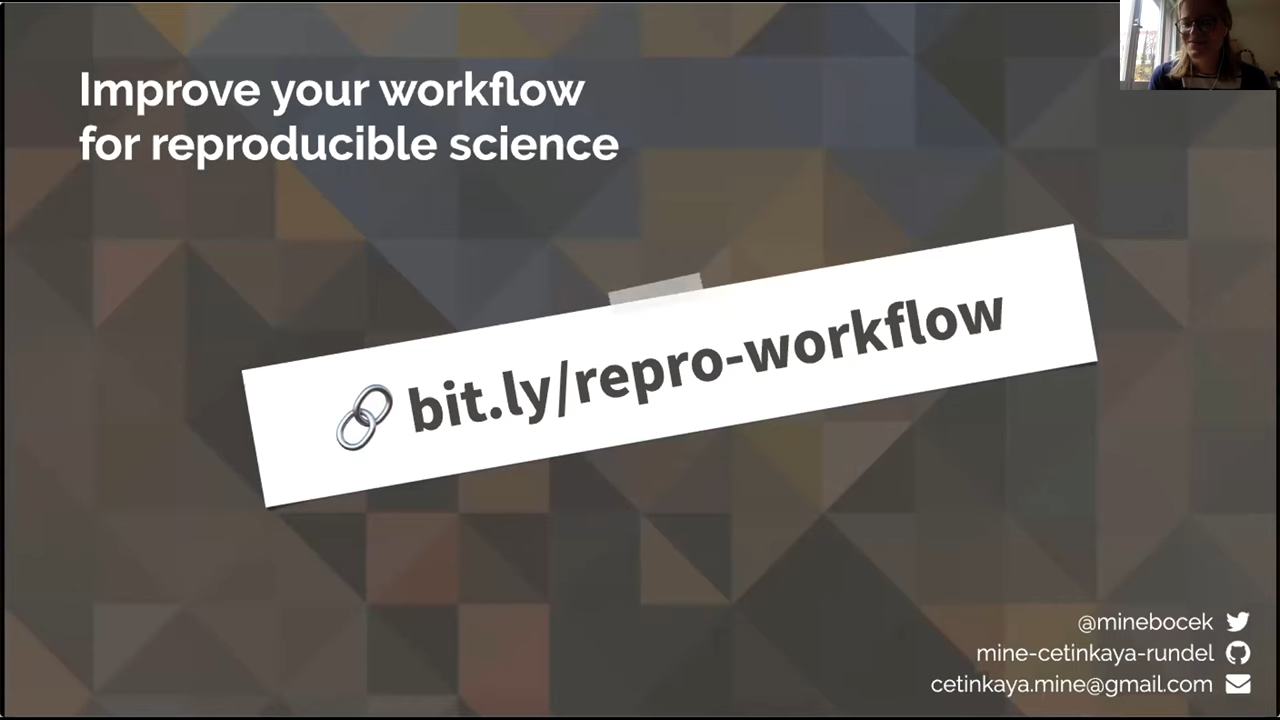 Improve your workflow
for reproducible science
bit.ly/repro-workflow
@minebocek
mine-cetinkaya-rundel
cetinkaya.mine@gmail.com